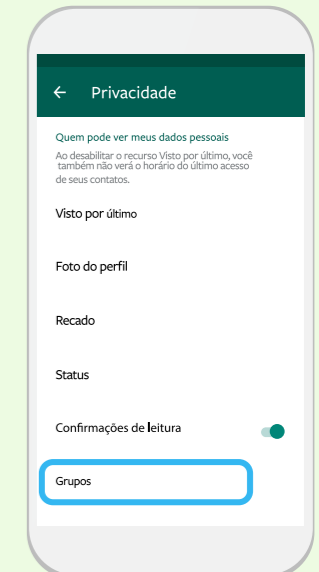 Privacidade
Quem pode ver meus dados pessoais
Ao desabilitar o recurso Visto por último, você
também não verá o horário do último acesso
de seus contatos.
Visto por último
Foto do perfil
Recado
Status
Confirmações de leitura
Grupos